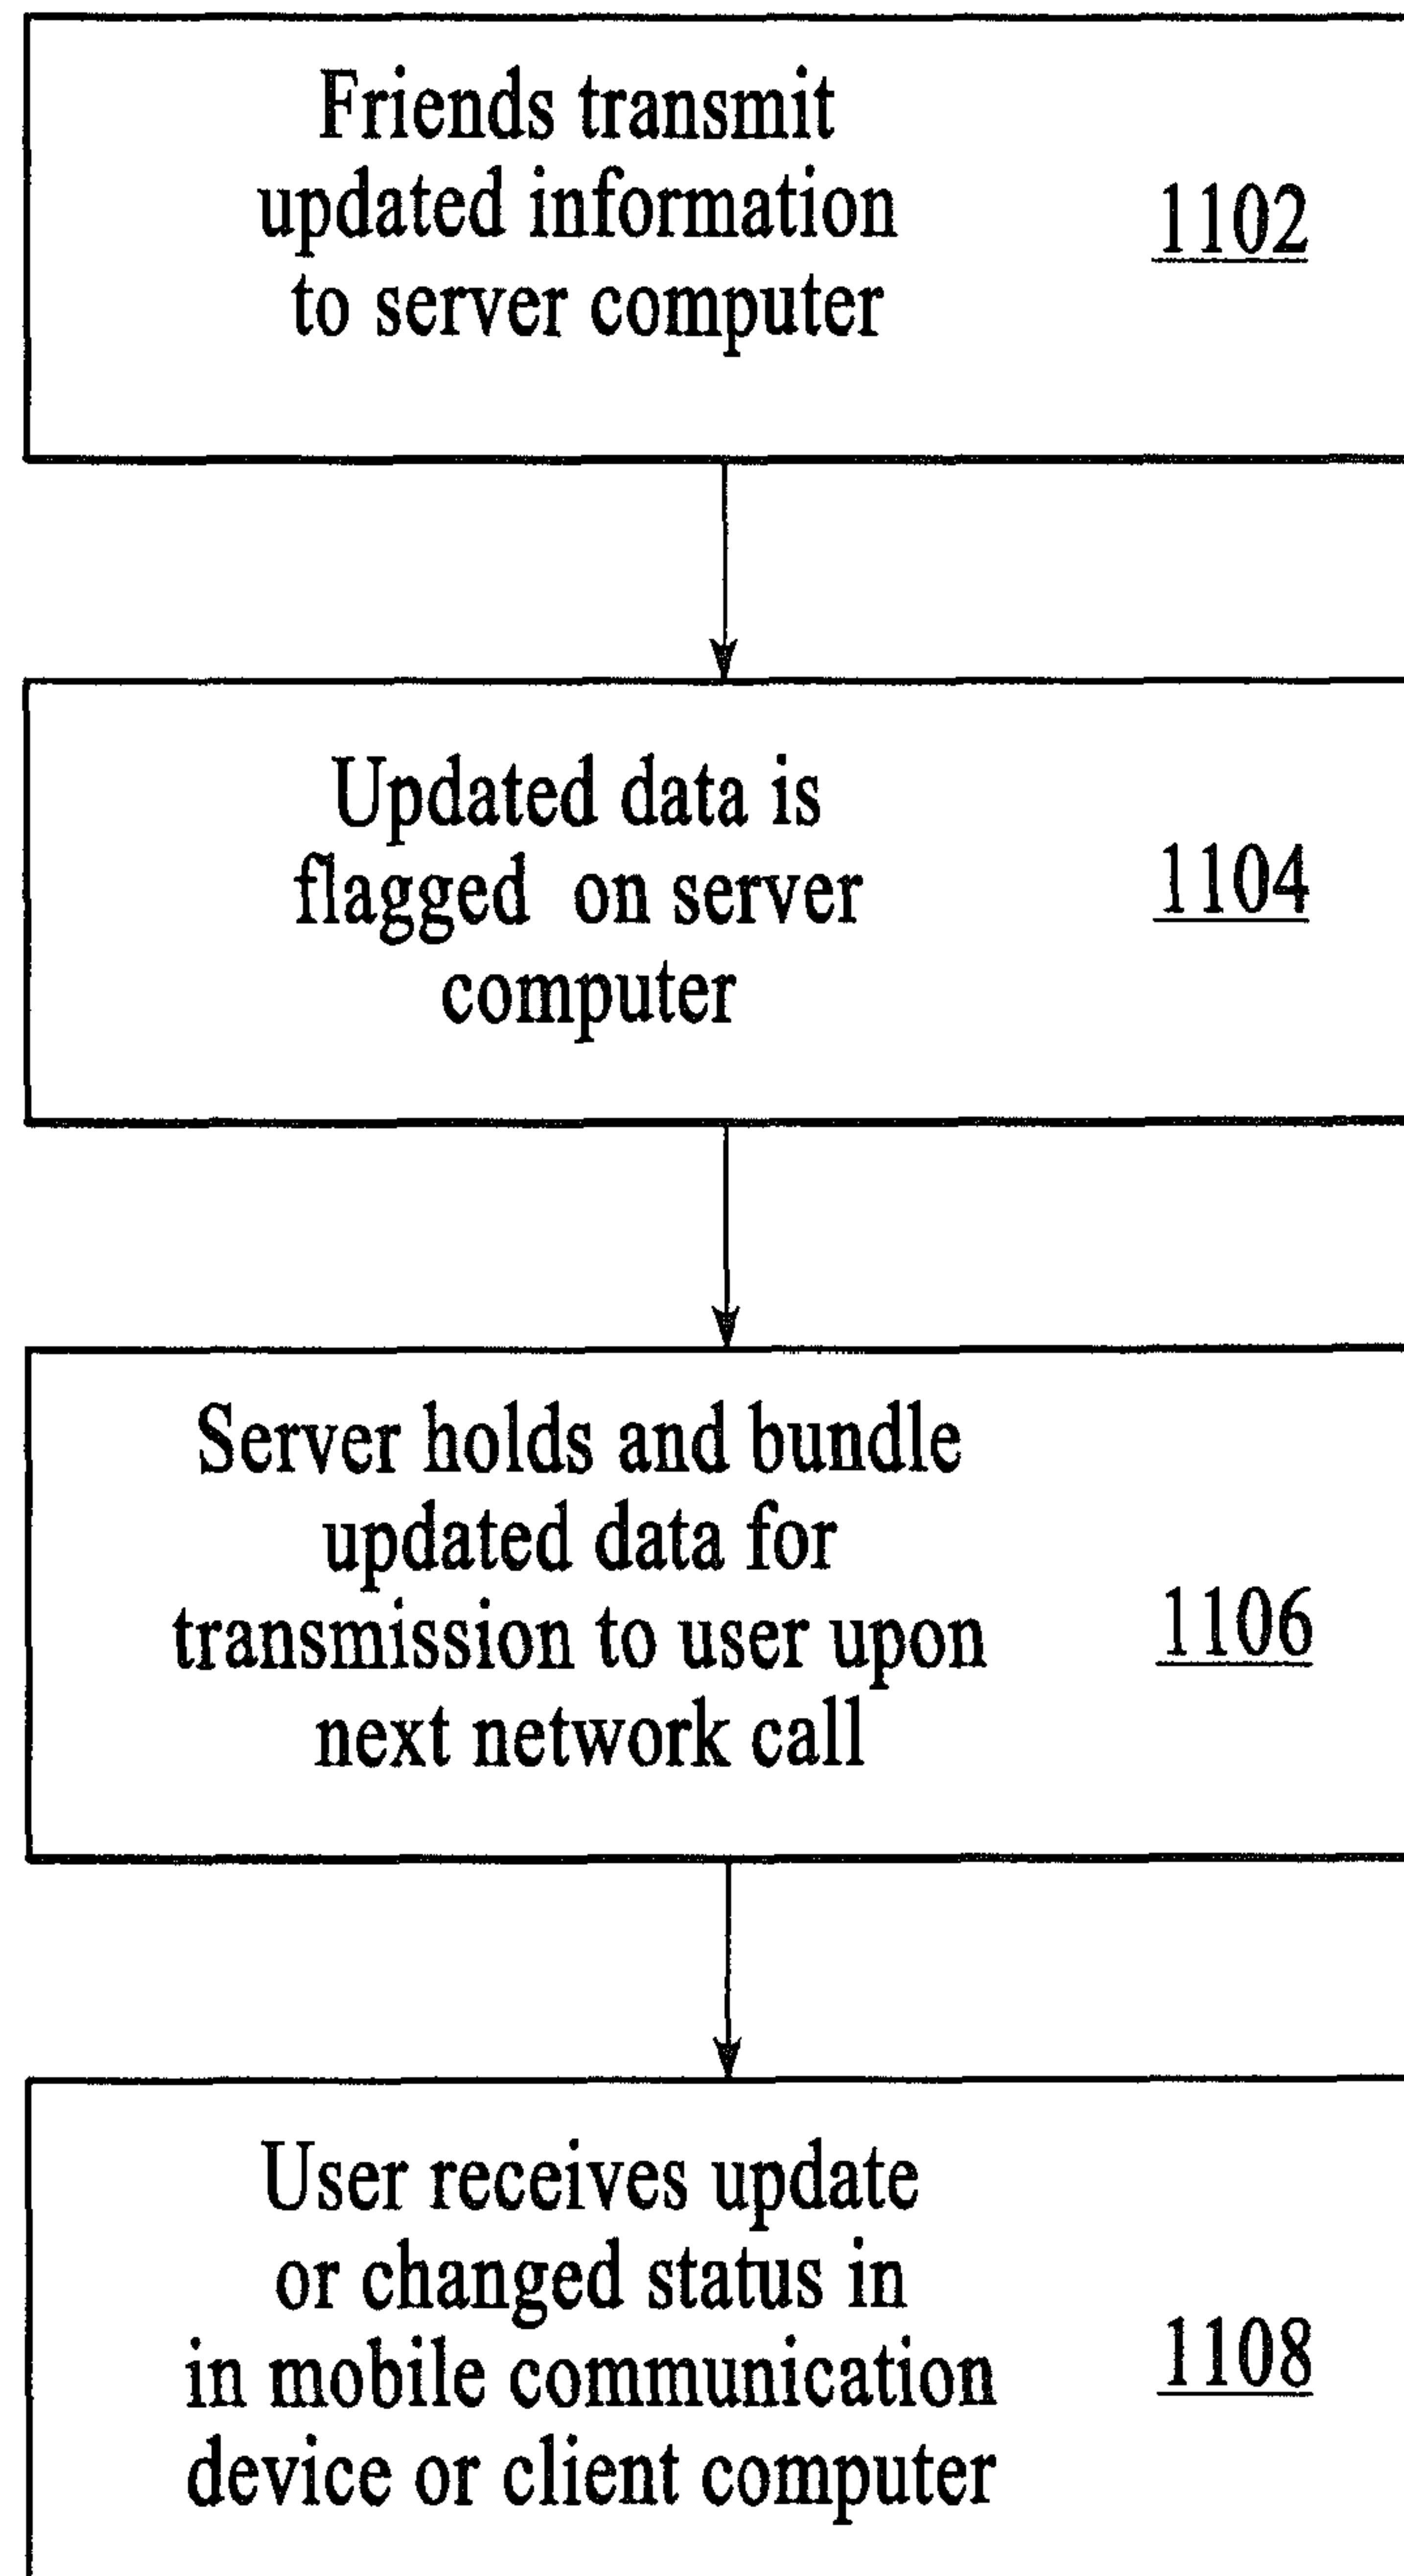 Friends transmit
updated information
to server computer
1102
Updated data is
flagged on server
computer
1104
Server holds and bundle
updated data for
transmission to user upon
next network call
1106
User receives update
or changed status in
in mobile communication
device or client computer
1108